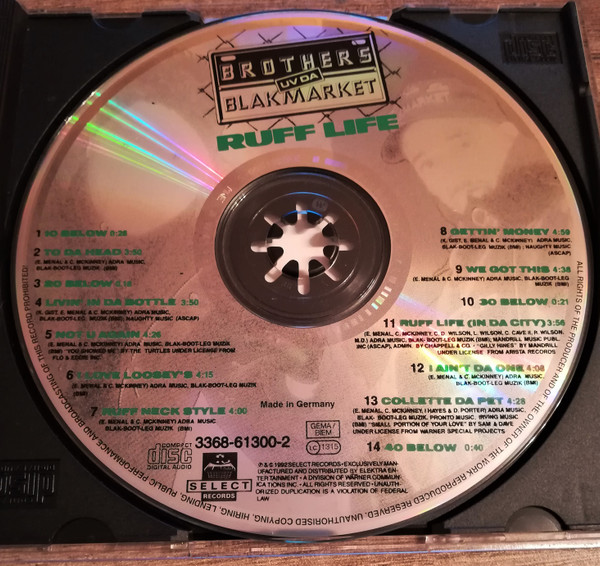 BROTHER'S
UV DA
BLAKMARKET
RUFF LIFE
1 10 BELOW 0:26
2 TO DA HEAD 3:50
(E. MENAL & C. MCKINNEY) ADRA MUSIC,
BLAK-BOOT-LEG MUZIK. (BMI)
3 20 BELOW
4 LIVIN' IN DA BOTTLE 3:50
(K. GIST, E. MENAL & C. MCKINNEY) ADRA MUSIC,
BLAK-BOOT-LEG MUZIK (BMI) NAUGHTY MUSIC (ASCAP)
5 NOT U AGAIN 4:26
(E. MENAL & C. MCKINNEY) ADRA MUSIC, BLAK-BOOT-LEG MUZIK
(BMI) "YOU SHOWED ME" BY THE TURTLES UNDER LICENSE FROM
FLO & EDDIE INC.
6 I LOVE LOOSEY'S 4:15
(E. MENAL & C. MCKINNEY) ADRA MUSIC, BLAK-BOOT-LEG MUZIK
(BMI)
7 RUFF NECK STYLE 4:00
(E. MENAL & C. MCKINNEY) ADRA MUSIC
BLAK-BOOT-LEG MUZIK. (BMI)
8 GETTIN' MONEY 4:59
(K. GIST, E. MENAL & C. MCKINNEY) ADRA MUSIC,
BLAK-BOOT-LEG MUZIK (BMI) NAUGHTY MUSIC
(ASCAP)
9 WE GOT THIS 4:38
(E. MENAL & C. MCKINNEY) ADRA MUSIC, BLAK-BOOT-LEG
MUZIK (BMI)
10 30 BELOW 0:21
11 RUFF LIFE (IN DA CITY) 3:56
(E. MENAL, C. MCKINNEY, C. D. WILSON, L. WILSON, C. CAVE &, R. WILSON,
M.D.) ADRA MUSIC, BLAK-BOOT-LEG MUZIK (BMI), MANDRILL MUSIC PUBL.
INC (ASCAP), ADMIN. BY CHAPPELL & CO. "GILLY HINES" BY MANDRILL
UNDER LICENSE FROM ARISTA RECORDS
12 I AIN'T DA ONE 4:08
(E. MENAL & C. MCKINNEY) ADRA MUSIC,
BLAK-BOOT-LEG MUZIK (BMI)
13 COLLETTE DA PET 4:28
(E. MENAL, C. MCKINNEY, I HAYES & D. PORTER) ADRA MUSIC,
BLAK-BOOT-LEG MUZIK, PRONTO MUSIC, IRVING MUSIC
(BMI) "SMALL PORTION OF YOUR LOVE" BY SAM & DAVE
UNDER LICENSE FROM WARNER SPECIAL PROJECTS.
14 40 BELOW 0:40
Made in Germany
COMPACT
disc
DIGITAL AUDIO
3368-61300-2
GEMA/
BIEM
LC 1315
SELECT
RECORDS
℗ & © 1992 SELECT RECORDS • EXCLUSIVELY MAN-
UFACTURED AND DISTRIBUTED BY ELEKTRA EN-
TERTAINMENT • A DIVISION OF WARNER COMMUN-
ICATIONS INC. • ALL RIGHTS RESERVED • UNAUTH-
ORIZED DUPLICATION IS A VIOLATION OF FEDERAL
LAW
ALL RIGHTS OF THE PRODUCER AND OF THE OWNER OF THE WORK REPRODUCED RESERVED. UNAUTHORISED COPYING, HIRING, LENDING, PUBLIC PERFORMANCE AND BROADCASTING OF THIS RECORD PROHIBITED!